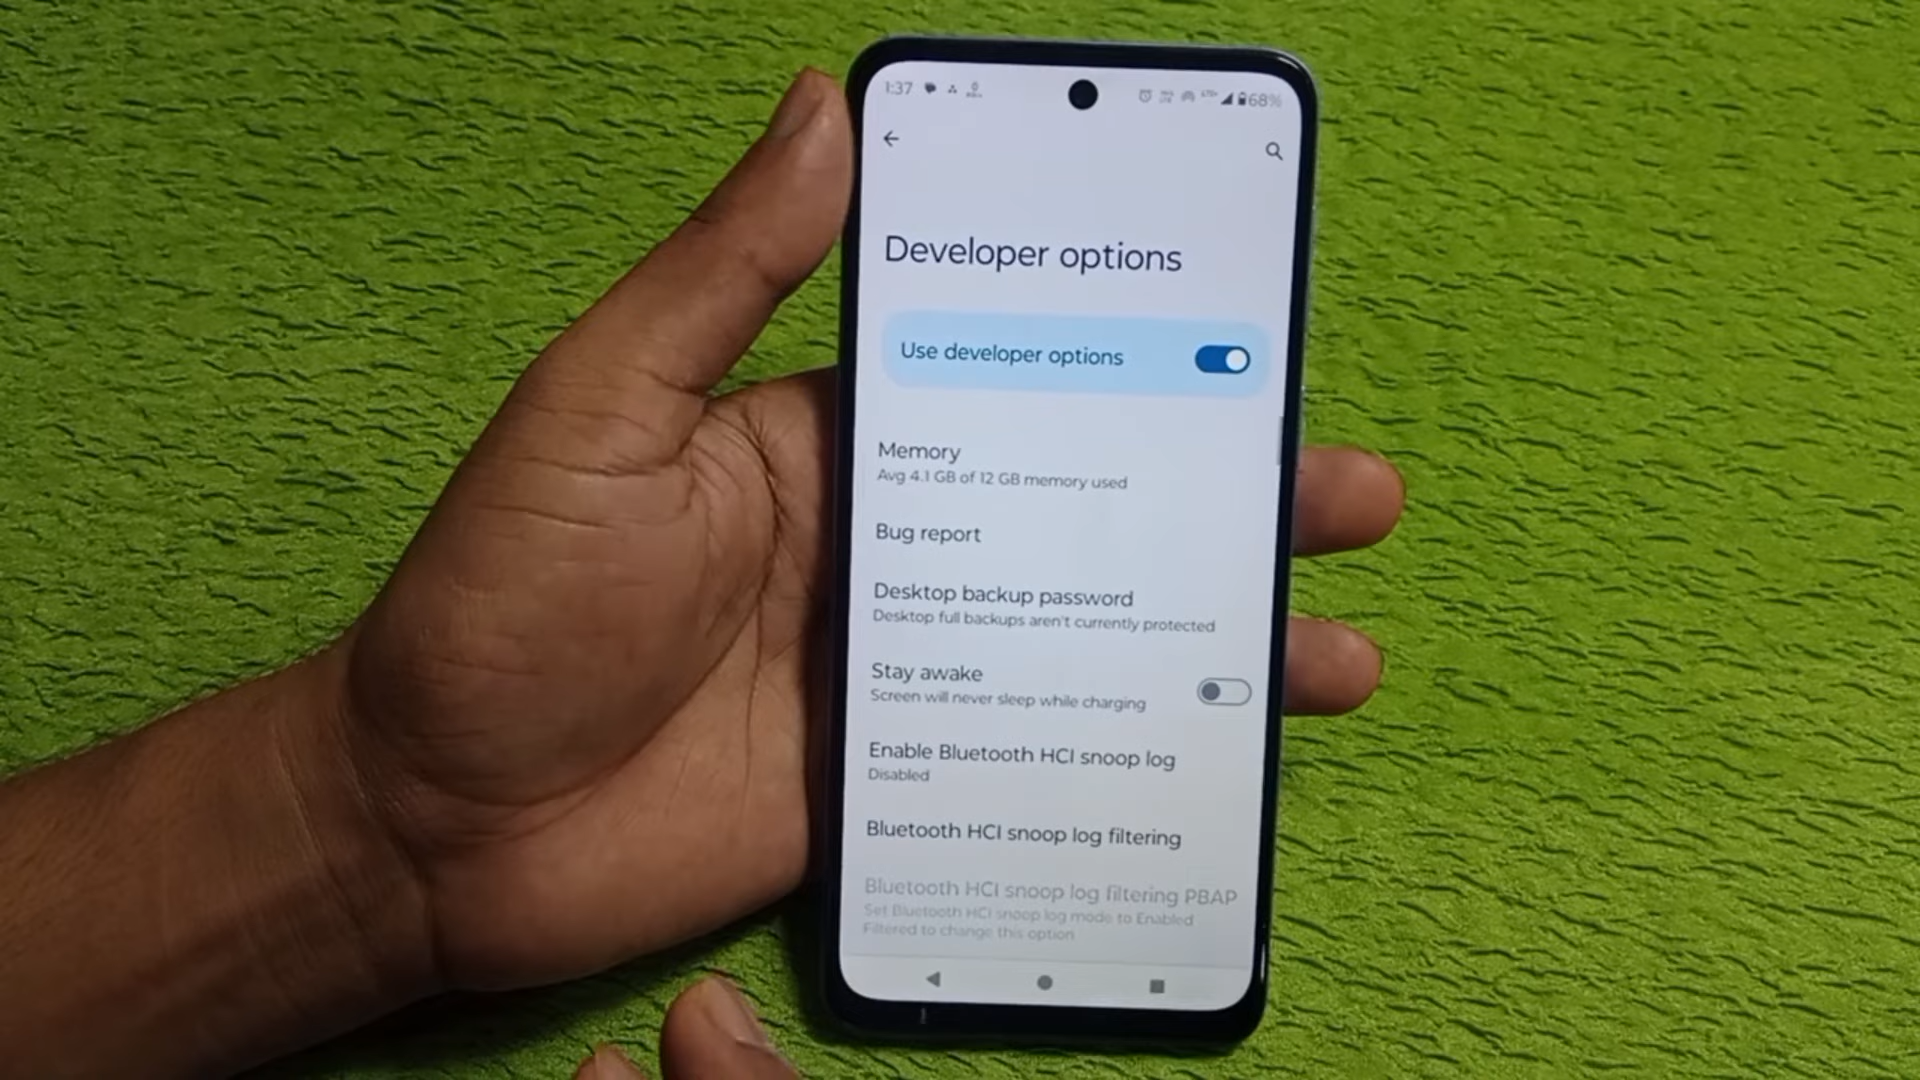 1:37
68%
Developer options
Use developer options
Memory
Avg 4.1 GB of 12 GB memory used
Bug report
Desktop backup password
Desktop full backups aren't currently protected
Stay awake
Screen will never sleep while charging
Enable Bluetooth HCI snoop log
Disabled
Bluetooth HCI snoop log filtering
Bluetooth HCI snoop log filtering PBAP
Set Bluetooth HCI snoop log mode to Enabled
Filtered to change this option